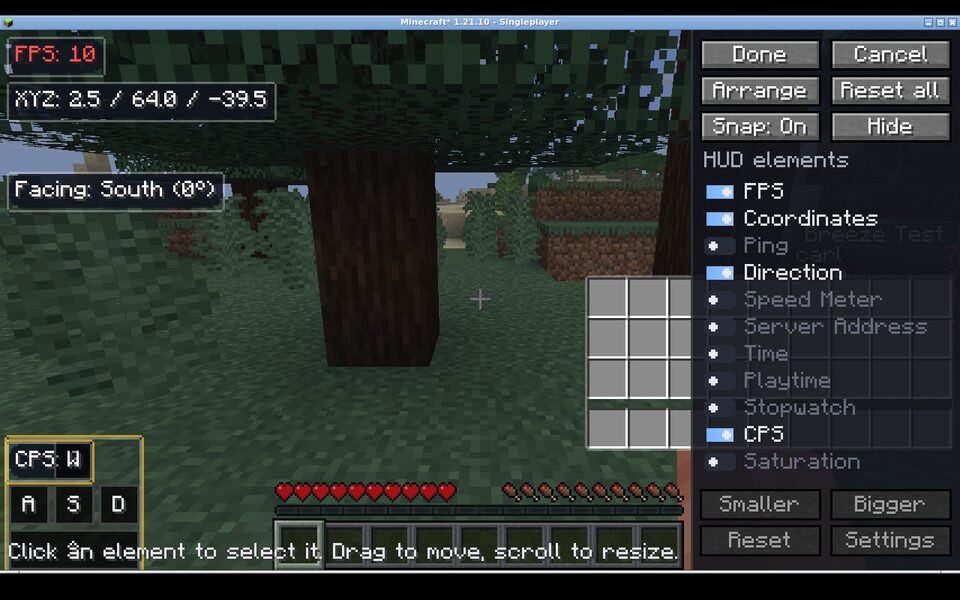 Minecraft* 1.21.10 - Singleplayer
FPS: 10
XYZ: 2.5 / 64.0 / -39.5
Facing: South (0°)
Done
Cancel
Arrange
Reset all
Snap: On
Hide
HUD elements
FPS
Coordinates
Ping
Direction
Speed Meter
Server Address
Time
Playtime
Stopwatch
CPS
Saturation
Smaller
Bigger
Reset
Settings
Breeze Test
CPS W
A S D
Click an element to select it. Drag to move, scroll to resize.